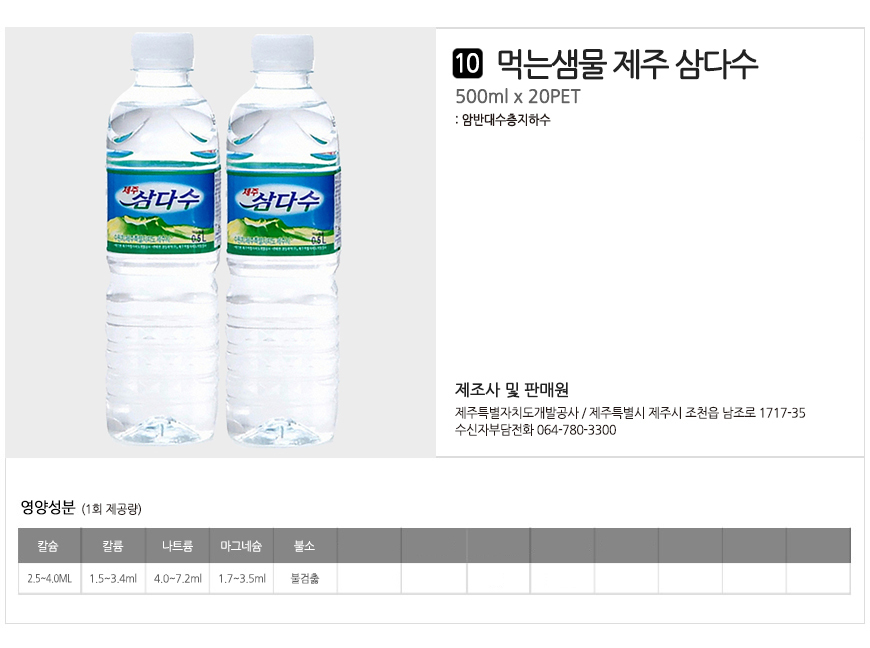 10 먹는샘물 제주 삼다수
500ml x 20PET
: 암반대수층지하수
제주
삼다수
0.5L
제주
삼다수
0.5L
제조사 및 판매원
제주특별자치도개발공사 / 제주특별시 제주시 조천읍 남조로 1717-35
수신자부담전화 064-780-3300
영양성분 (1회 제공량)
칼슘 칼륨 나트륨 마그네슘 불소
2.5~4.0ML 1.5~3.4ml 4.0~7.2ml 1.7~3.5ml 불검출